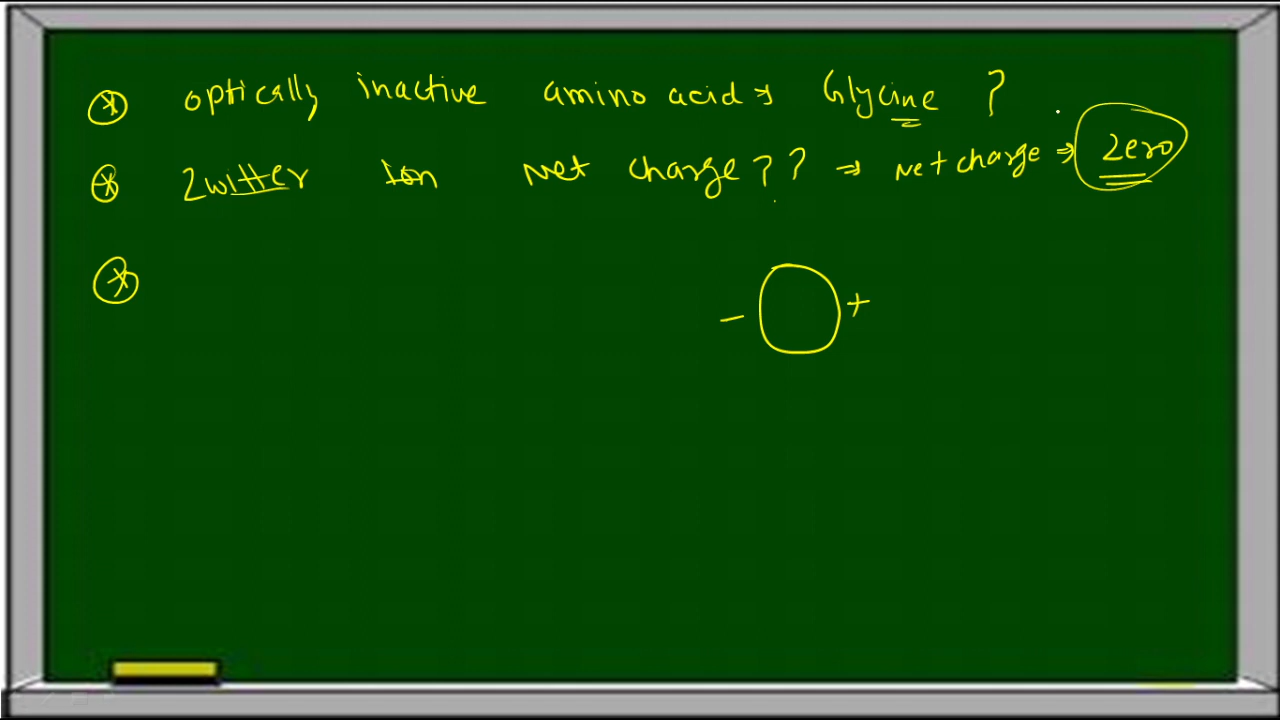 ⊛ optically inactive amino acid ⇒ Glycine ?
⊛ Zwitter Ion Net charge ?? ⇒ Net charge ⇒ Zero
⊛
- +